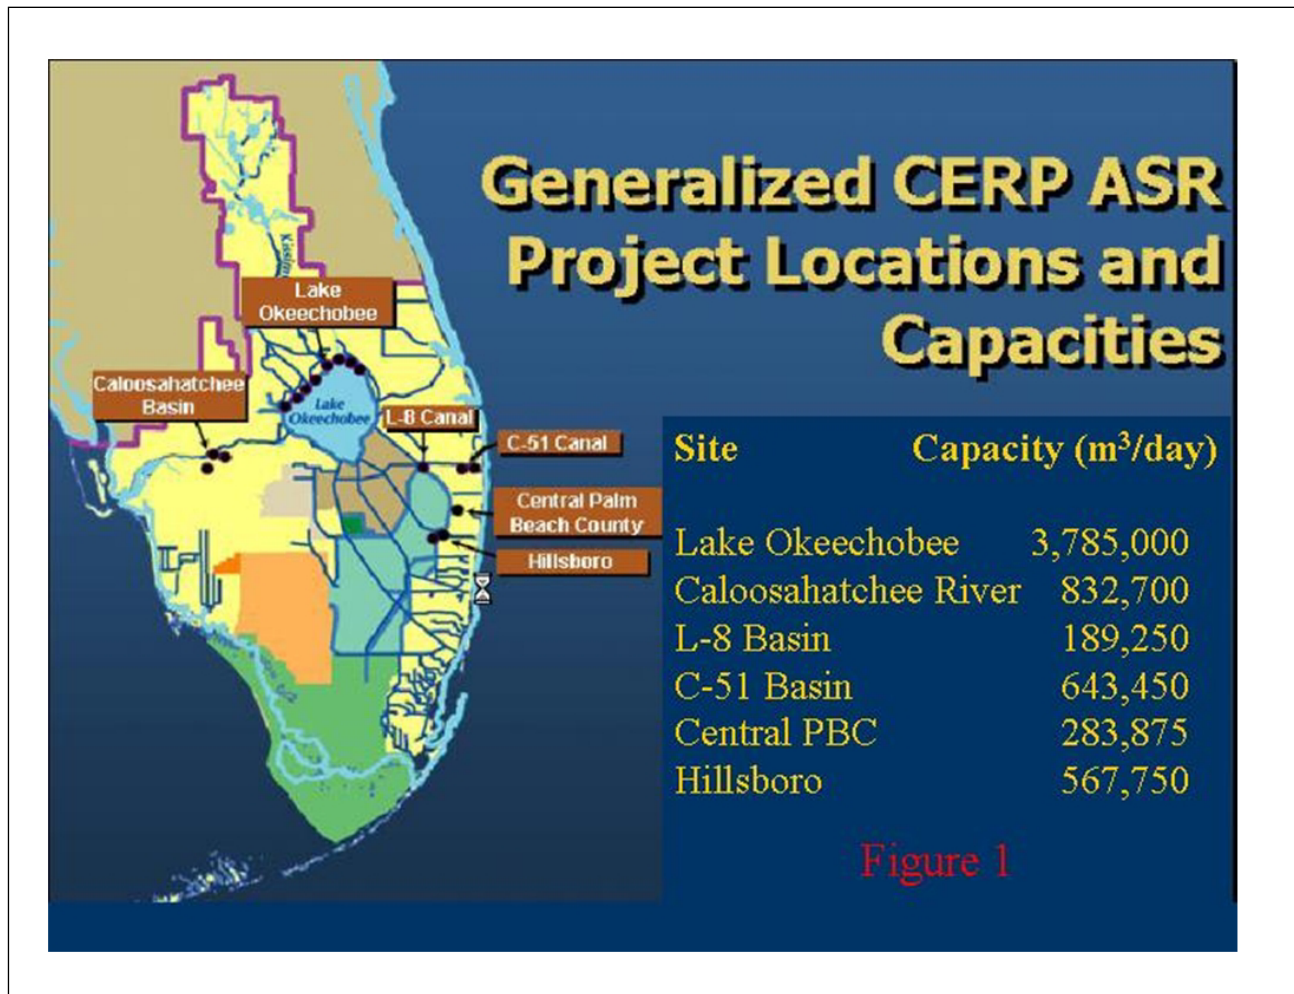 Generalized CERP ASR
Project Locations and
Capacities
Kissim
Lake
Okeechobee
Caloosahatchee
Basin
Lake
Okeechobee
L-8 Canal
C-51 Canal
Central Palm
Beach County
Hillsboro
Site Capacity (m³/day)
Lake Okeechobee 3,785,000
Caloosahatchee River 832,700
L-8 Basin 189,250
C-51 Basin 643,450
Central PBC 283,875
Hillsboro 567,750
Figure 1